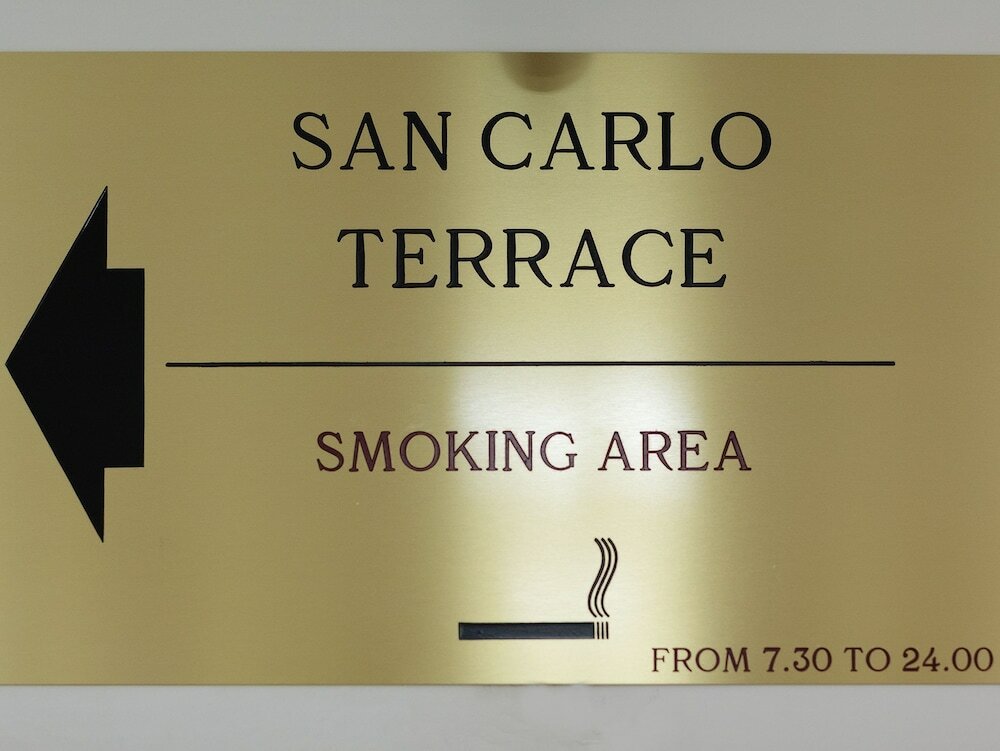 SAN CARLO
TERRACE
SMOKING AREA
FROM 7.30 TO 24.00